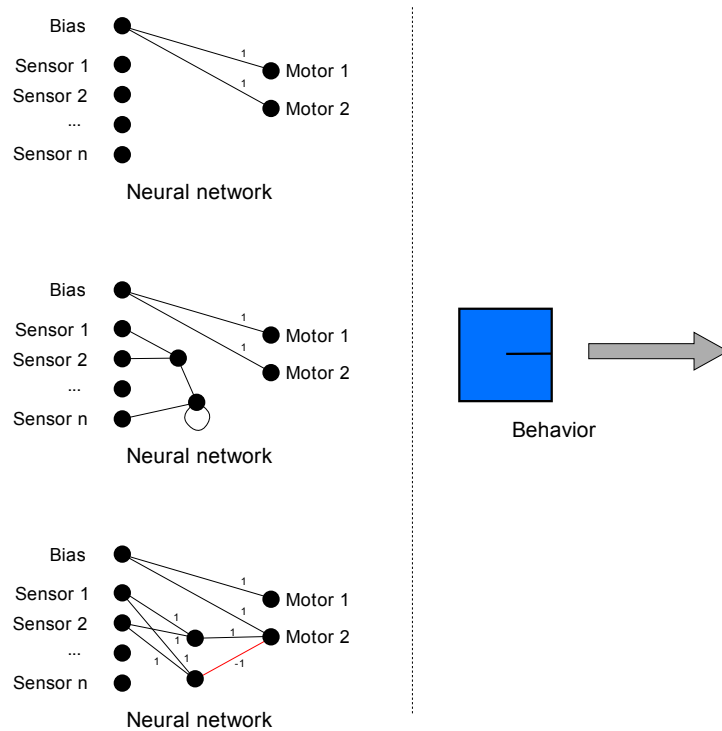 Bias
1
Sensor 1
Motor 1
Sensor 2
1
Motor 2
...
Sensor n
Neural network
Bias
1
Sensor 1
Motor 1
Sensor 2
1
Motor 2
...
Sensor n
Behavior
Neural network
Bias
1
Sensor 1
Motor 1
1
1
Sensor 2
1
1
Motor 2
...
1
1
-1
Sensor n
Neural network